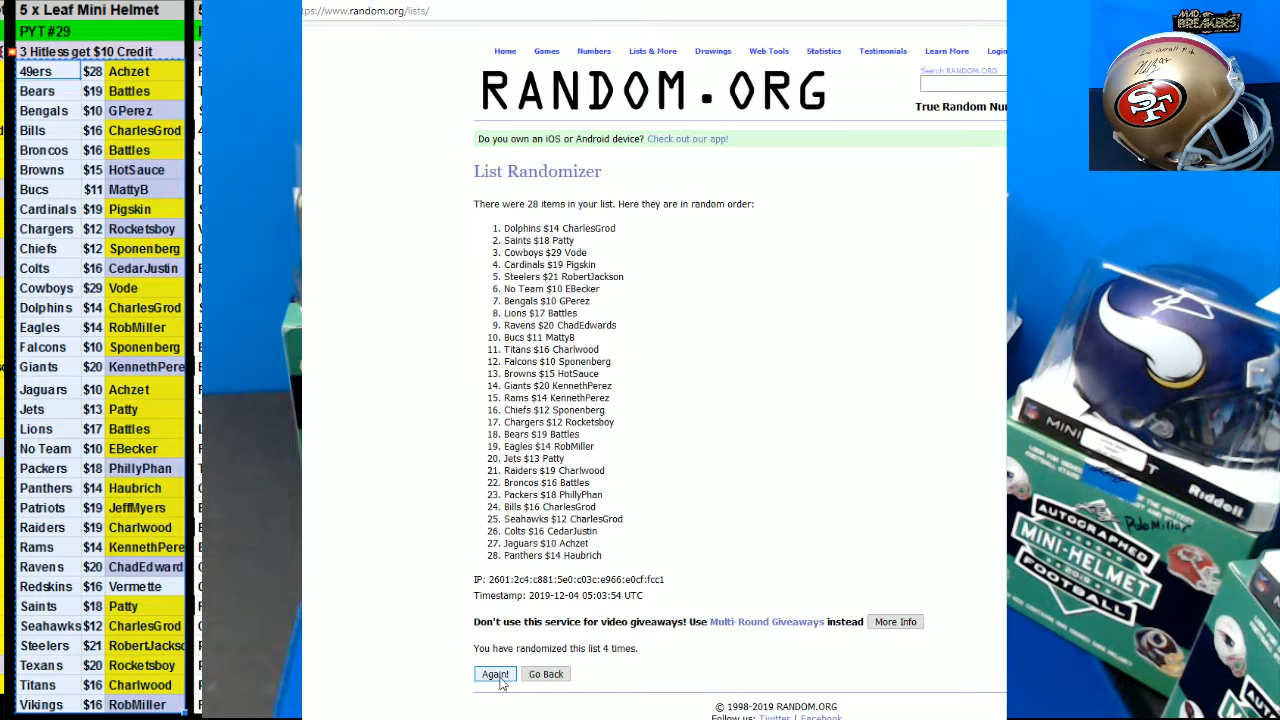 5 x Leaf Mini Helmet
PYT #29
3 Hitless get $10 Credit
49ers $28 Achzet
Bears $19 Battles
Bengals $10 GPerez
Bills $16 CharlesGrod
Broncos $16 Battles
Browns $15 HotSauce
Bucs $11 MattyB
Cardinals $19 Pigskin
Chargers $12 Rocketsboy
Chiefs $12 Sponenberg
Colts $16 CedarJustin
Cowboys $29 Vode
Dolphins $14 CharlesGrod
Eagles $14 RobMiller
Falcons $10 Sponenberg
Giants $20 KennethPere
Jaguars $10 Achzet
Jets $13 Patty
Lions $17 Battles
No Team $10 EBecker
Packers $18 PhillyPhan
Panthers $14 Haubrich
Patriots $19 JeffMyers
Raiders $19 Charlwood
Rams $14 KennethPere
Ravens $20 ChadEdward
Redskins $16 Vermette
Saints $18 Patty
Seahawks $12 CharlesGrod
Steelers $21 RobertJackso
Texans $20 Rocketsboy
Titans $16 Charlwood
Vikings $16 RobMiller
tps://www.random.org/lists/
Home Games Numbers Lists & More Drawings Web Tools Statistics Testimonials Learn More Login
Search RANDOM.ORG
RANDOM.ORG
True Random Num
Do you own an iOS or Android device? Check out our app!
List Randomizer
There were 28 items in your list. Here they are in random order:
1. Dolphins $14 CharlesGrod
2. Saints $18 Patty
3. Cowboys $29 Vode
4. Cardinals $19 Pigskin
5. Steelers $21 RobertJackson
6. No Team $10 EBecker
7. Bengals $10 GPerez
8. Lions $17 Battles
9. Ravens $20 ChadEdwards
10. Bucs $11 MattyB
11. Titans $16 Charlwood
12. Falcons $10 Sponenberg
13. Browns $15 HotSauce
14. Giants $20 KennethPerez
15. Rams $14 KennethPerez
16. Chiefs $12 Sponenberg
17. Chargers $12 Rocketsboy
18. Bears $19 Battles
19. Eagles $14 RobMiller
20. Jets $13 Patty
21. Raiders $19 Charlwood
22. Broncos $16 Battles
23. Packers $18 PhillyPhan
24. Bills $16 CharlesGrod
25. Seahawks $12 CharlesGrod
26. Colts $16 CedarJustin
27. Jaguars $10 Achzet
28. Panthers $14 Haubrich
IP: 2601:2c4:c881:5e0:c03c:e966:e0cf:fcc1
Timestamp: 2019-12-04 05:03:54 UTC
Don't use this service for video giveaways! Use Multi-Round Giveaways instead More Info
You have randomized this list 4 times.
Again! Go Back
© 1998-2019 RANDOM.ORG
Follow us: Twitter | Facebook
MAD BREAKERS
SF
MINI
Riddell
RobMiller
AUTOGRAPHED
MINI-HELMET
2019
FOOTBALL